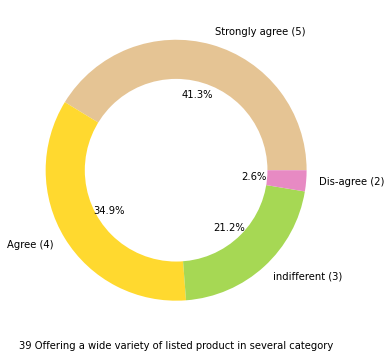 Strongly agree (5)
41.3%
2.6%
Dis-agree (2)
34.9%
21.2%
Agree (4)
indifferent (3)
39 Offering a wide variety of listed product in several category